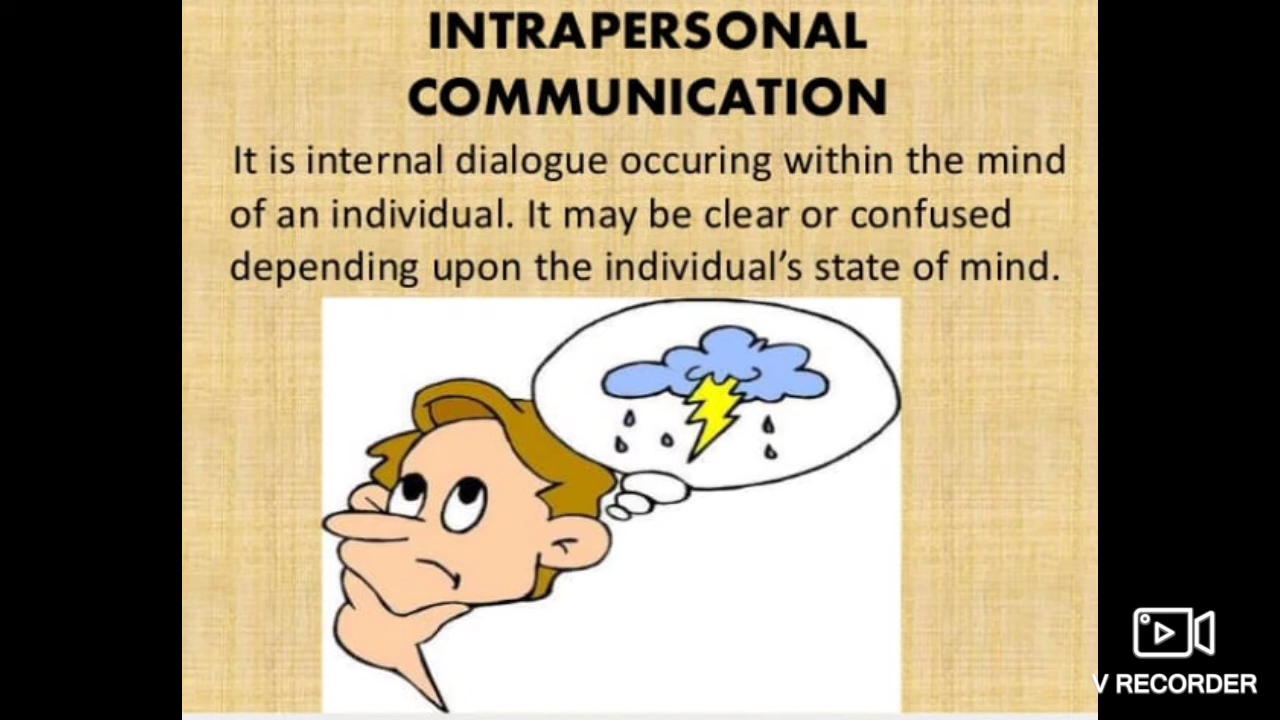 INTRAPERSONAL
COMMUNICATION
It is internal dialogue occuring within the mind
of an individual. It may be clear or confused
depending upon the individual’s state of mind.
V RECORDER